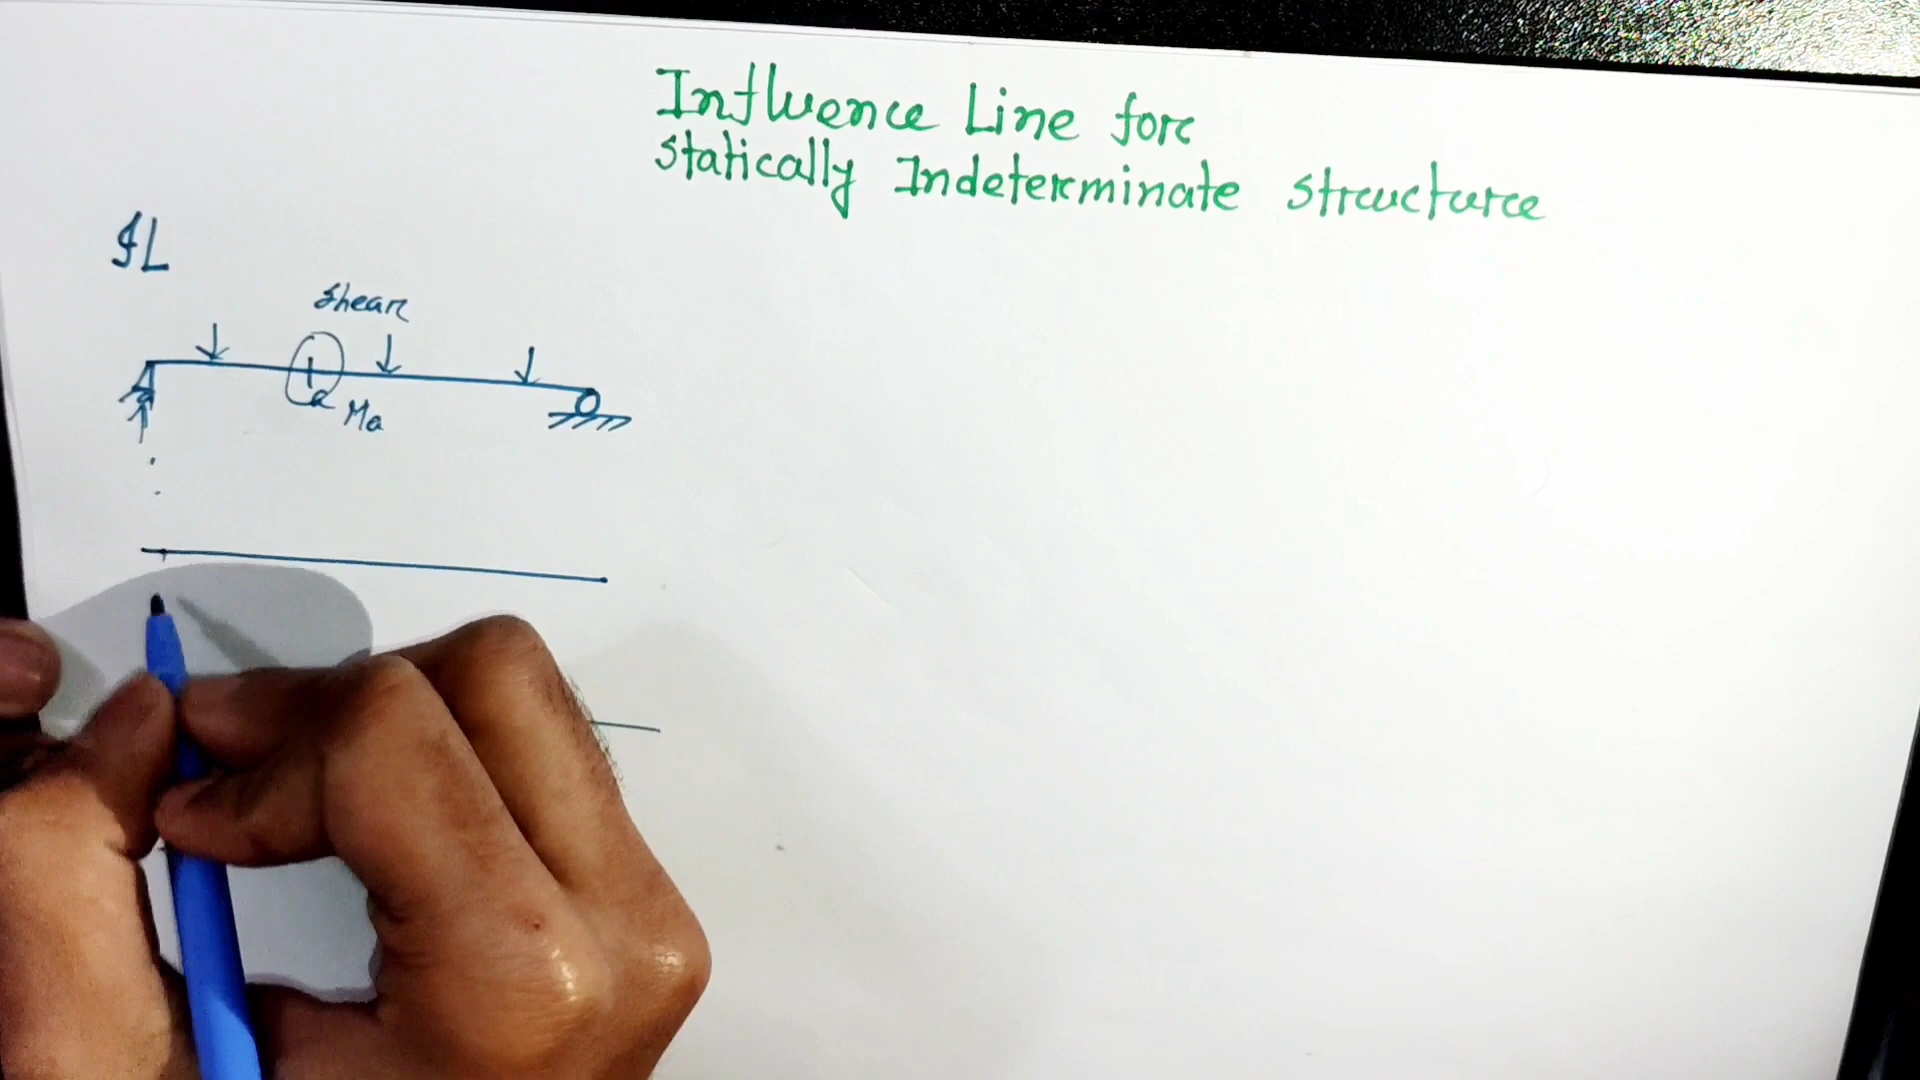 Influence Line for
Statically Indeterminate structure
IL
shear
a Ma